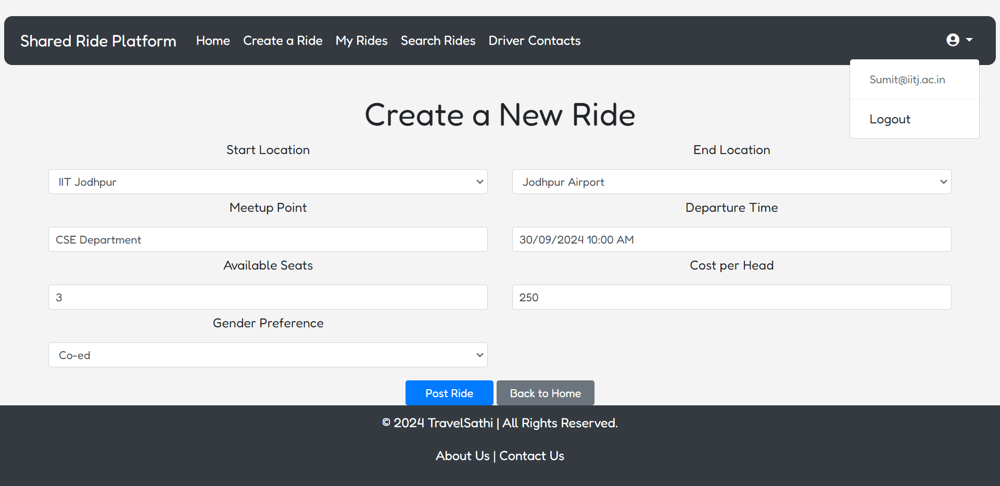 Shared Ride Platform Home Create a Ride My Rides Search Rides Driver Contacts
Sumit@iitj.ac.in
Logout
Create a New Ride
Start Location End Location
IIT Jodhpur Jodhpur Airport
Meetup Point Departure Time
CSE Department 30/09/2024 10:00 AM
Available Seats Cost per Head
3 250
Gender Preference
Co-ed
Post Ride Back to Home
© 2024 TravelSathi | All Rights Reserved.
About Us | Contact Us